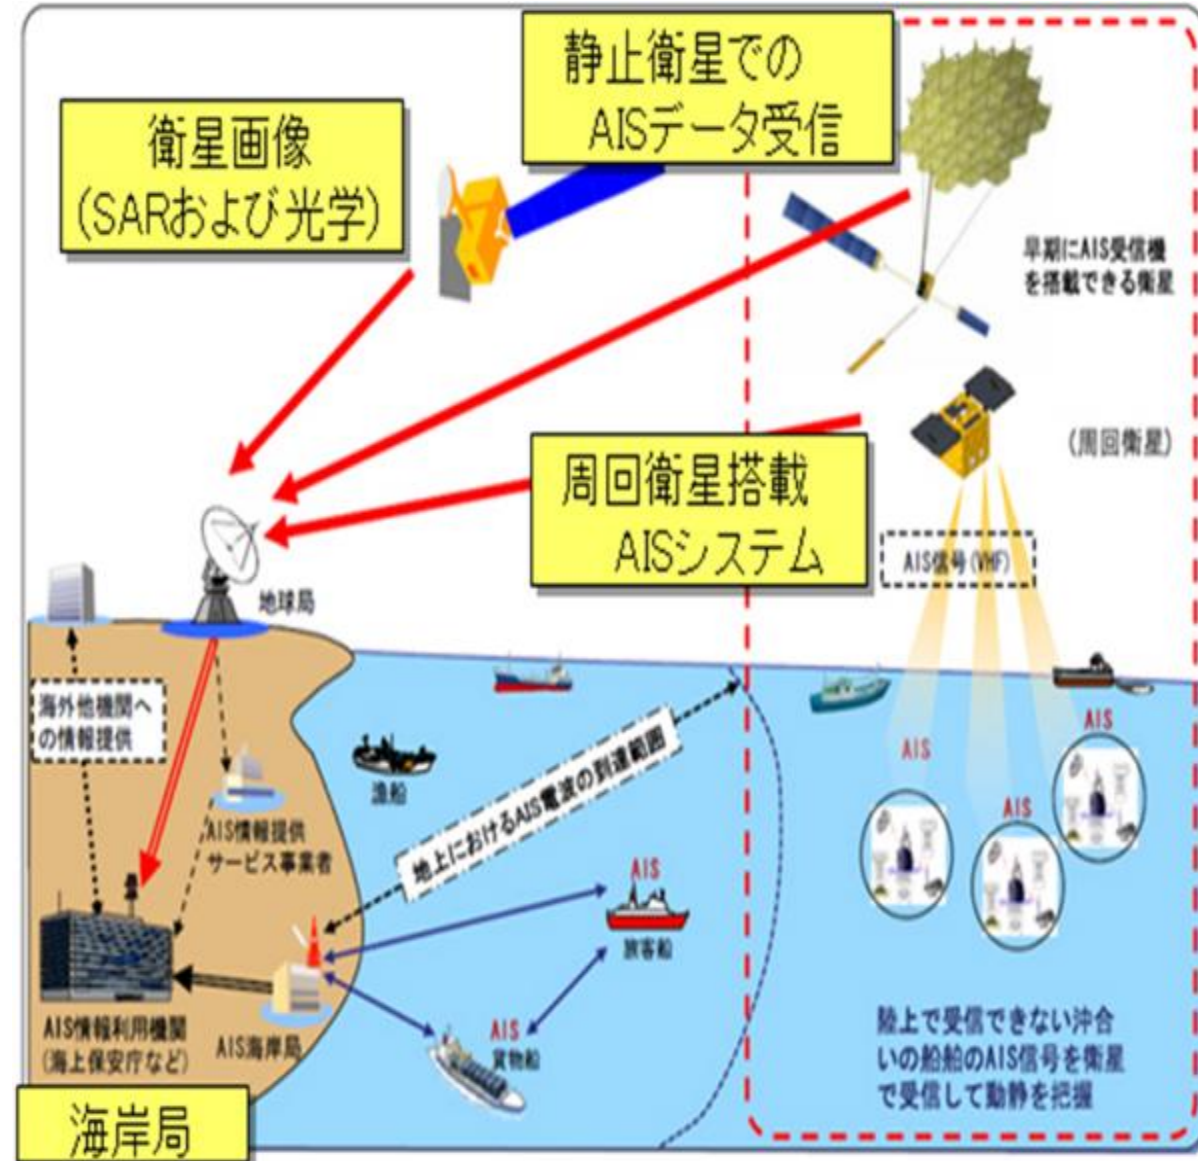 静止衛星での
AISデータ受信
衛星画像
(SARおよび光学)
早期にAIS受信機
を搭載できる衛星
(周回衛星)
周回衛星搭載
AISシステム
AIS信号(VHF)
地球局
海外他機関へ
の情報提供
AIS情報提供
サービス事業者
漁船
地上におけるAIS電波の到達範囲
AIS
AIS
AIS
AIS
旅客船
AIS
貨物船
AIS情報利用機関
(海上保安庁など)
AIS海岸局
陸上で受信できない沖合
いの船舶のAIS信号を衛星
で受信して動静を把握
海岸局